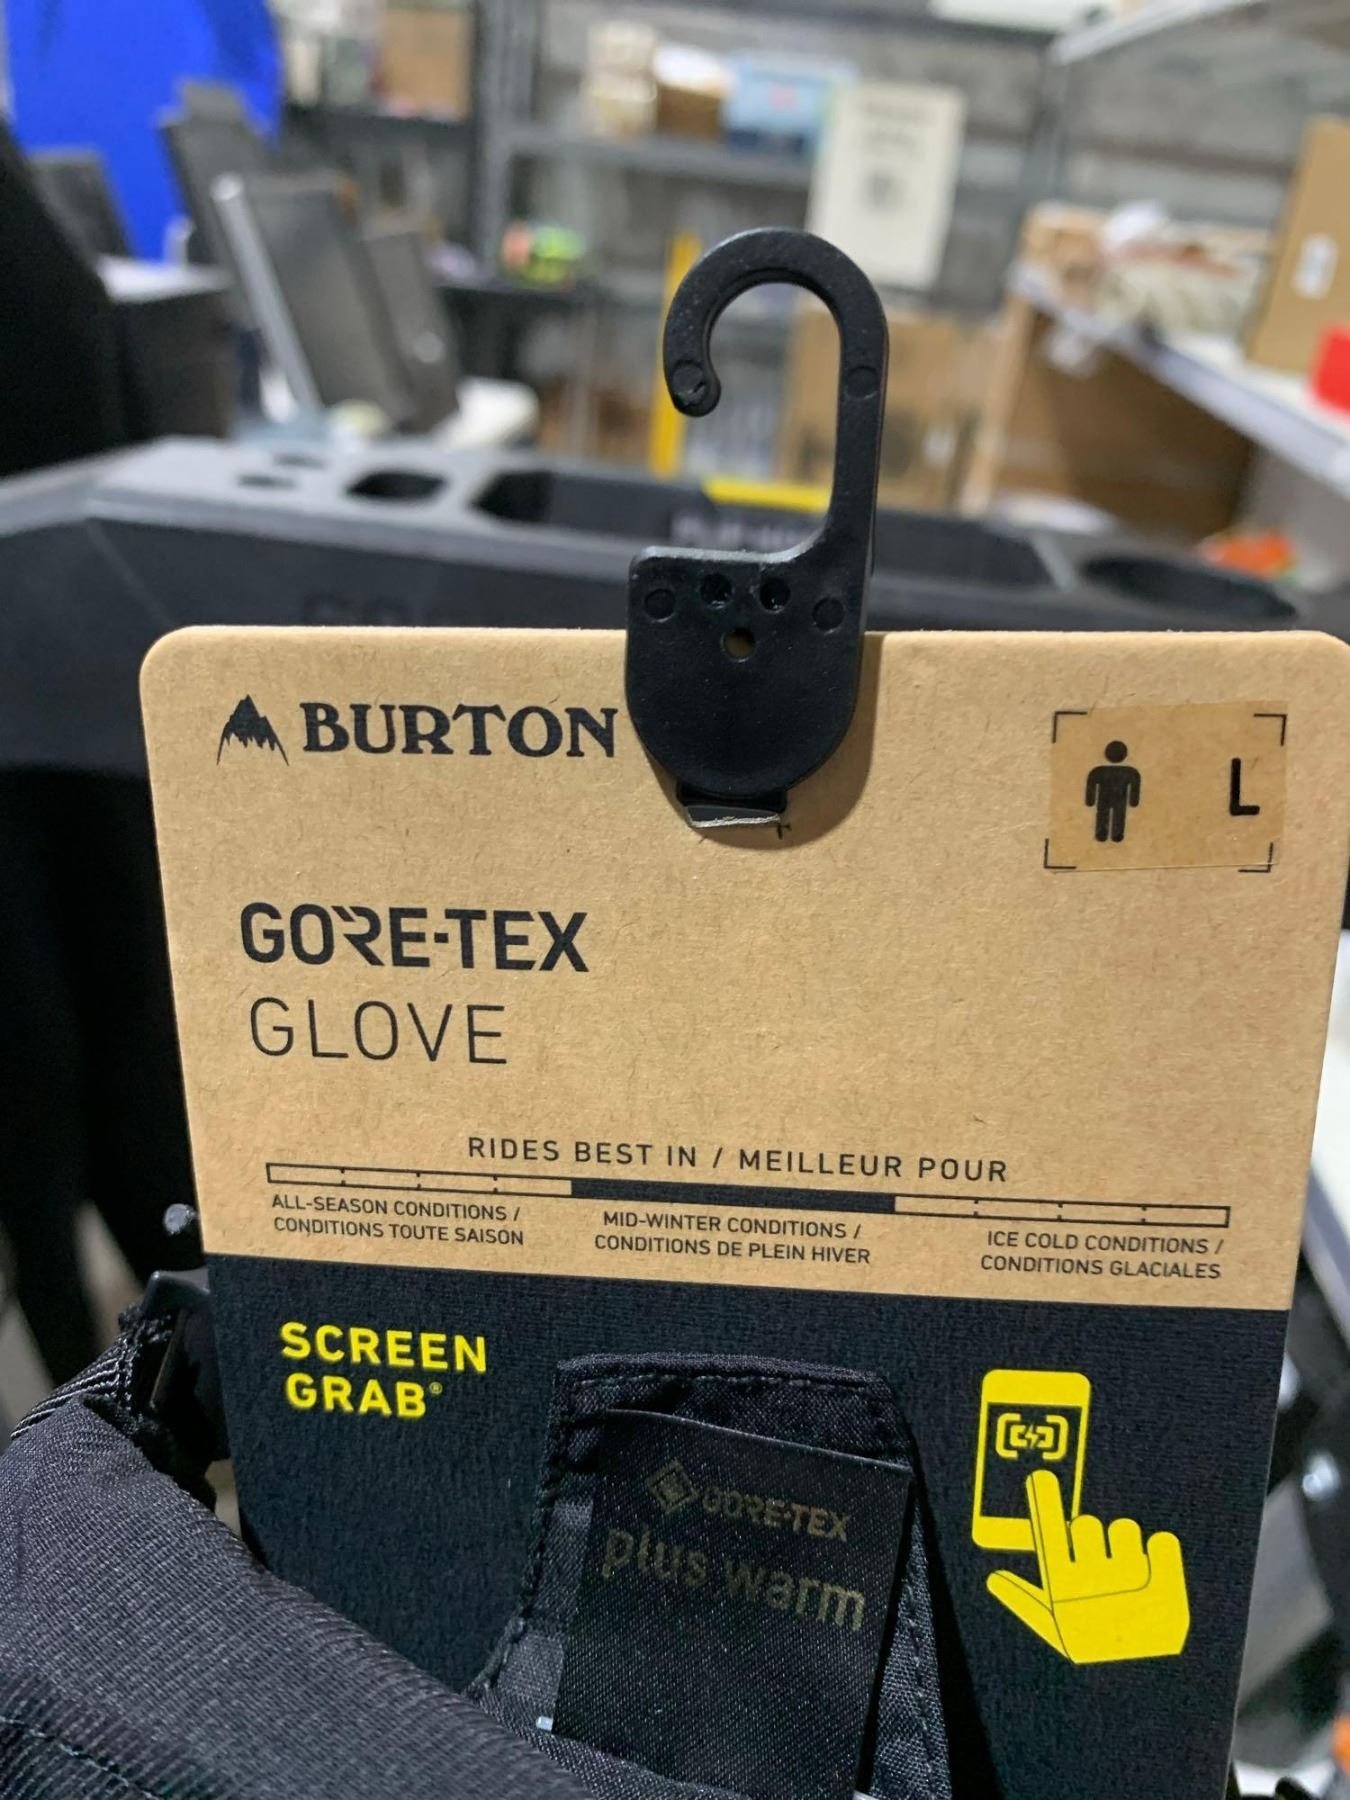 BURTON
L
GORE-TEX
GLOVE
RIDES BEST IN / MEILLEUR POUR
ALL-SEASON CONDITIONS /
CONDITIONS TOUTE SAISON
MID-WINTER CONDITIONS /
CONDITIONS DE PLEIN HIVER
ICE COLD CONDITIONS /
CONDITIONS GLACIALES
SCREEN
GRAB®
GORE-TEX
plus warm